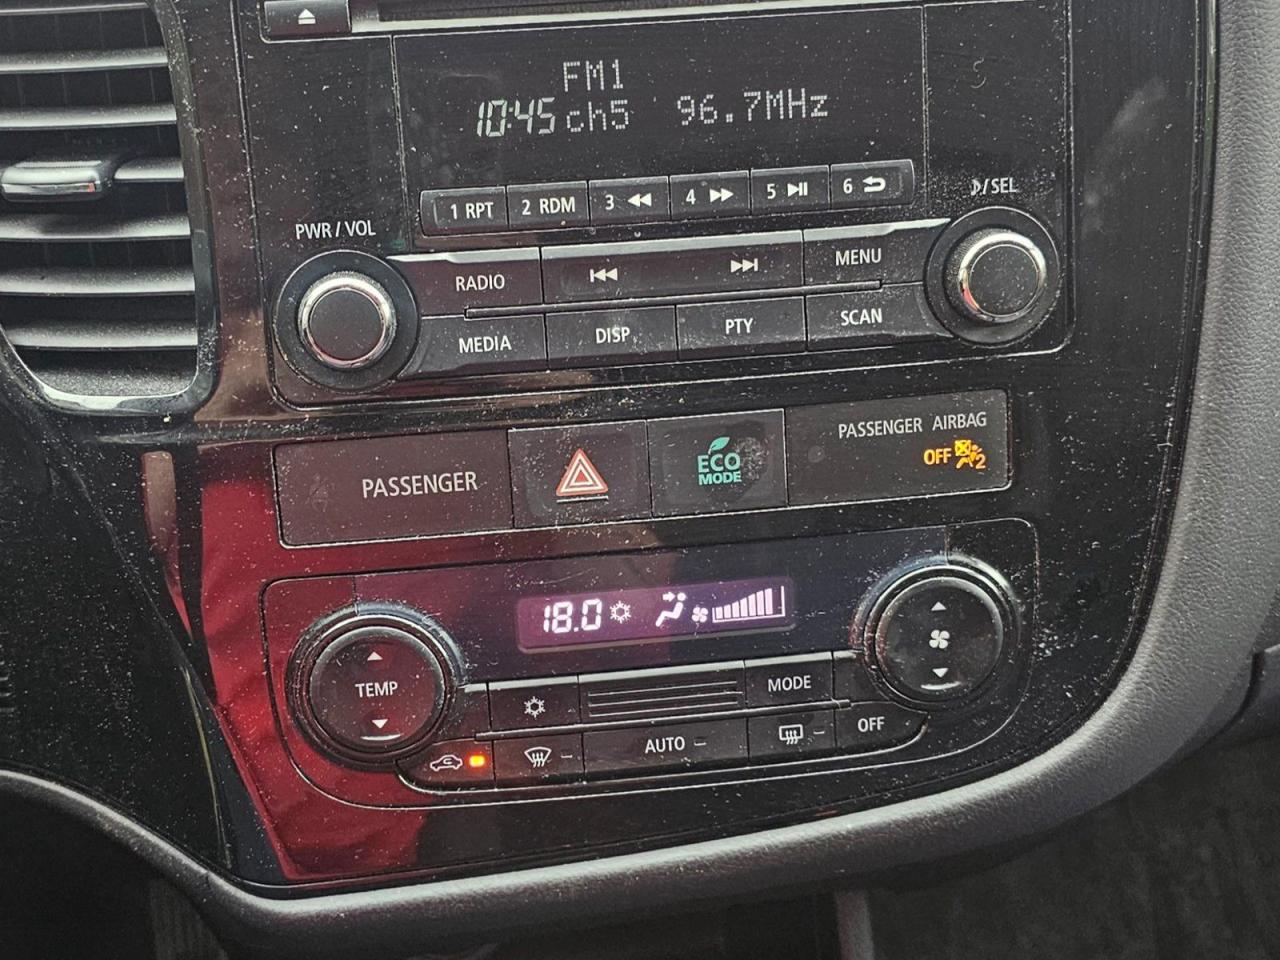 FM1
10:45 ch5 96.7MHz
1 RPT 2 RDM 3 4 5 6
PWR / VOL
/SEL
RADIO
MENU
MEDIA DISP PTY SCAN
PASSENGER
ECO
MODE
PASSENGER AIRBAG
OFF 2
18.0
TEMP
MODE
AUTO
OFF